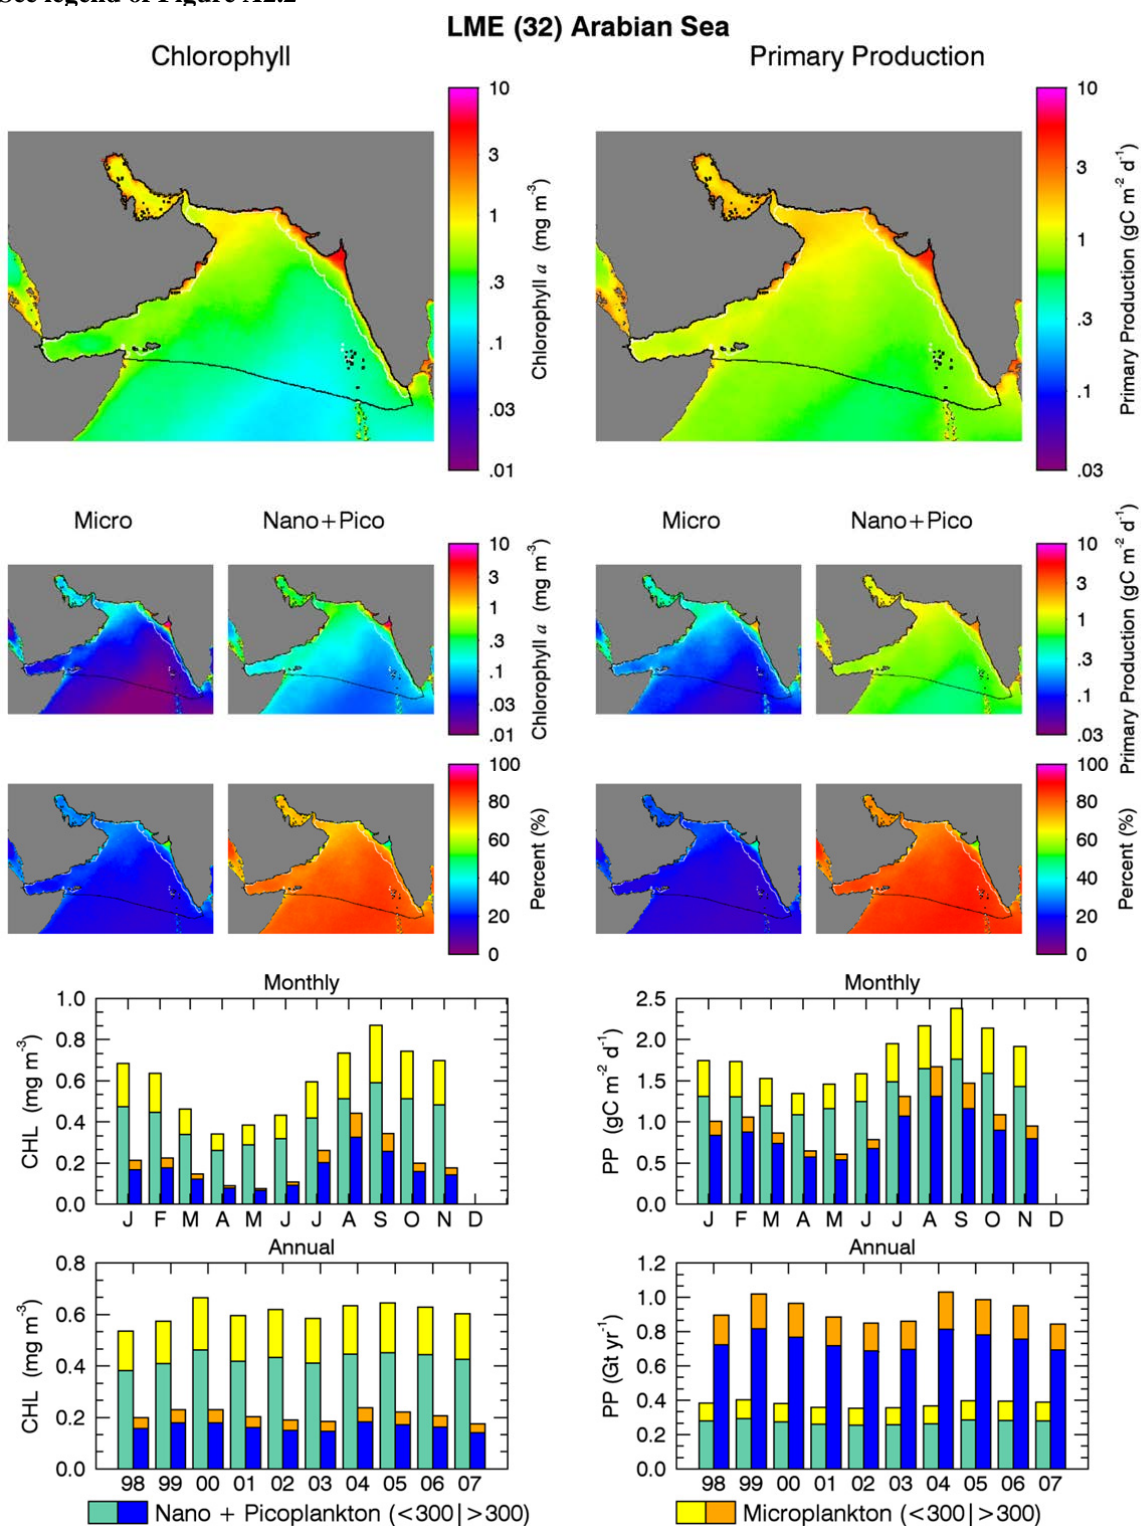 See legend of Figure A2.2
LME (32) Arabian Sea
Chlorophyll
Primary Production
10
3
1
.3
.1
.03
.01
Chlorophyll a (mg m-3)
10
3
1
.3
.1
.03
Primary Production (gC m-2 d-1)
Micro
Nano+Pico
Micro
Nano+Pico
10
3
1
.3
.1
.03
.01
Chlorophyll a (mg m-3)
10
3
1
.3
.1
.03
Primary Production (gC m-2 d-1)
100
80
60
40
20
0
Percent (%)
100
80
60
40
20
0
Percent (%)
Monthly
1.0
0.8
0.6
0.4
0.2
0.0
CHL (mg m-3)
J F M A M J J A S O N D
Monthly
2.5
2.0
1.5
1.0
0.5
0.0
PP (gC m-2 d-1)
J F M A M J J A S O N D
Annual
0.8
0.6
0.4
0.2
0.0
CHL (mg m-3)
98 99 00 01 02 03 04 05 06 07
Annual
1.2
1.0
0.8
0.6
0.4
0.2
0.0
PP (Gt yr-1)
98 99 00 01 02 03 04 05 06 07
Nano + Picoplankton (<300|>300)
Microplankton (<300|>300)